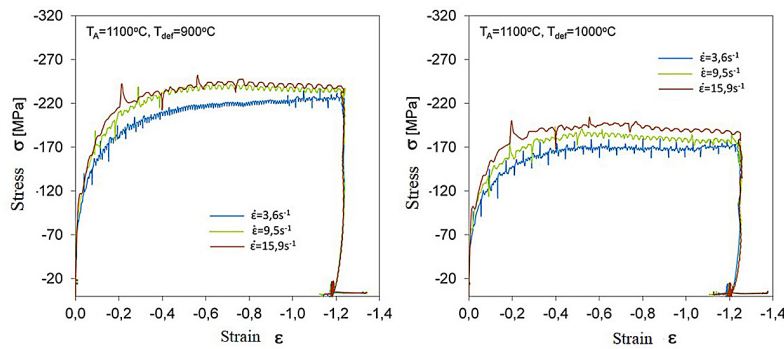 -320
-270
-220
-170
-120
-70
-20
Stress σ [MPa]
T_A=1100°C, T_def=900°C
ε̇=3,6s⁻¹
ε̇=9,5s⁻¹
ε̇=15,9s⁻¹
0,0 -0,2 -0,4 -0,6 -0,8 -1,0 -1,2 -1,4
Strain ε
-320
-270
-220
-170
-120
-70
-20
Stress σ [MPa]
T_A=1100°C, T_def=1000°C
ε̇=3,6s⁻¹
ε̇=9,5s⁻¹
ε̇=15,9s⁻¹
0,0 -0,2 -0,4 -0,6 -0,8 -1,0 -1,2 -1,4
Strain ε